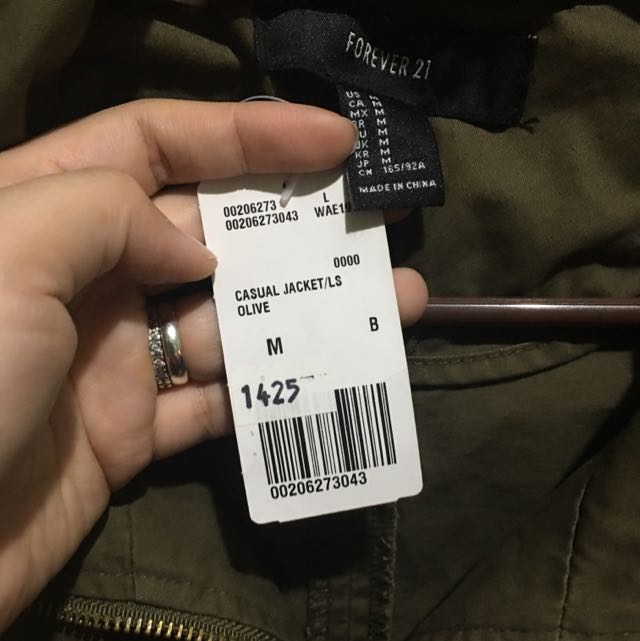 FOREVER 21
US M
CA M
MX M
BR M
EU M
UK M
KR M
JP M
CN 165/92A
MADE IN CHINA
00206273 L
00206273043 WAE19
0000
CASUAL JACKET/LS
OLIVE
M B
1425
00206273043